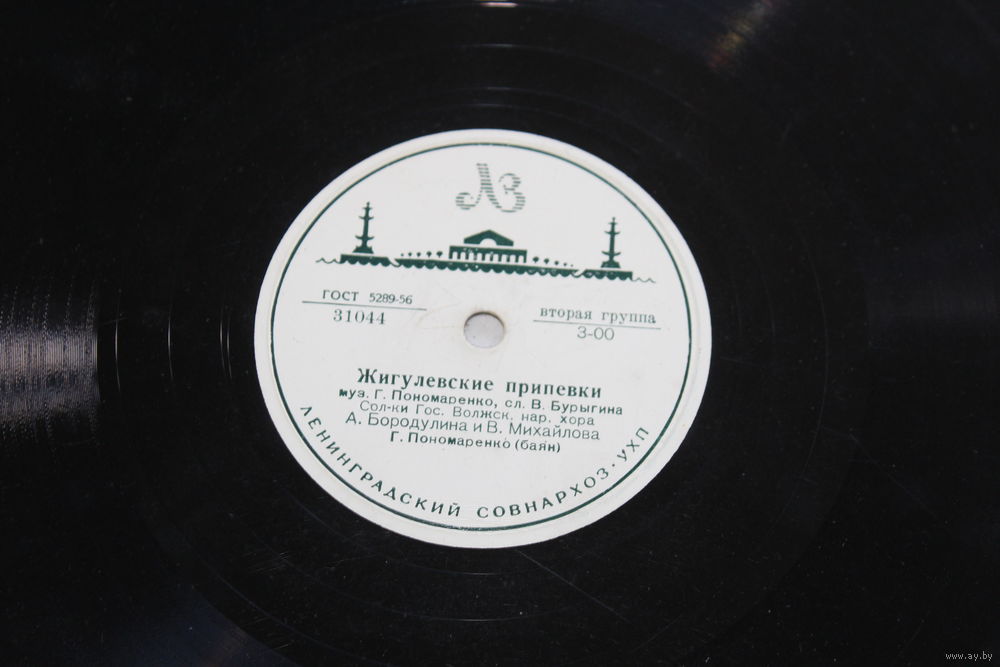 ЛЗ
ГОСТ 5289-56
31044
вторая группа
3-00
Жигулевские припевки
муз. Г. Пономаренко, сл. В. Бурыгина
Сол-ки Гос. Волжск. нар. хора
А. Бородулина и В. Михайлова
Г. Пономаренко (баян)
ЛЕНИНГРАДСКИЙ СОВНАРХОЗ · УХП
www.ay.by